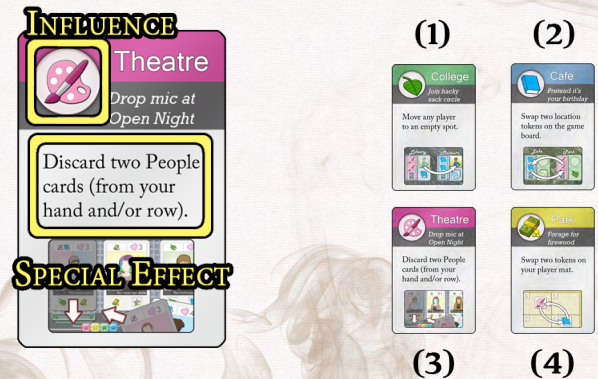 INFLUENCE
Theatre
Drop mic at
Open Night
Discard two People
cards (from your
hand and/or row).
SPECIAL EFFECT
(1)
College
Join hacky
sack circle
Move any player
to an empty spot.
(2)
Cafe
Pretend it's
your birthday
Swap two location
tokens on the game
board.
Theatre
Drop mic at
Open Night
Discard two People
cards (from your
hand and/or row).
(3)
Park
Forage for
firewood
Swap two tokens on
your player mat.
(4)